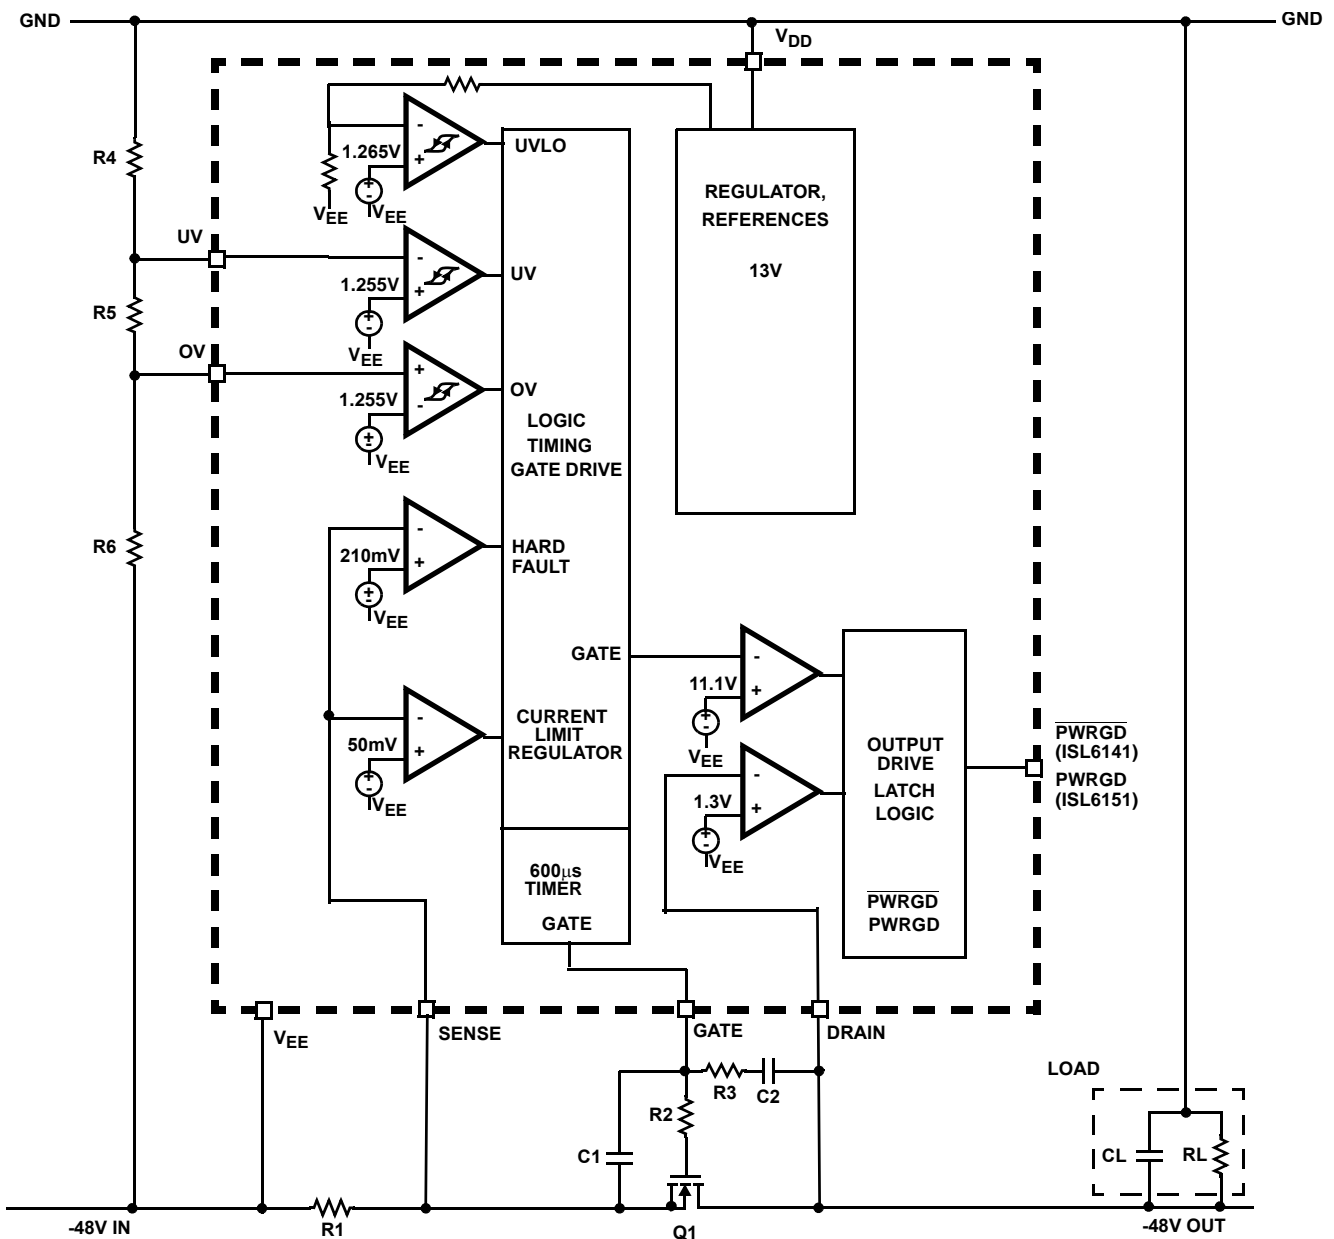 GND
GND
VDD
R4
1.265V
-
+
+
-
VEE
VEE
UVLO
REGULATOR,
REFERENCES
13V
UV
-
1.255V
+
+
-
VEE
UV
R5
OV
+
1.255V
-
+
-
VEE
OV
LOGIC
TIMING
GATE DRIVE
R6
-
210mV
+
+
-
VEE
HARD
FAULT
GATE
-
11.1V
+
+
-
VEE
-
50mV
+
+
-
VEE
CURRENT
LIMIT
REGULATOR
-
1.3V
+
+
-
VEE
OUTPUT
DRIVE
LATCH
LOGIC
PWRGD
PWRGD
PWRGD
(ISL6141)
PWRGD
(ISL6151)
600µs
TIMER
GATE
VEE
SENSE
GATE
DRAIN
R3
C2
R2
C1
LOAD
CL
RL
-48V IN
R1
Q1
-48V OUT